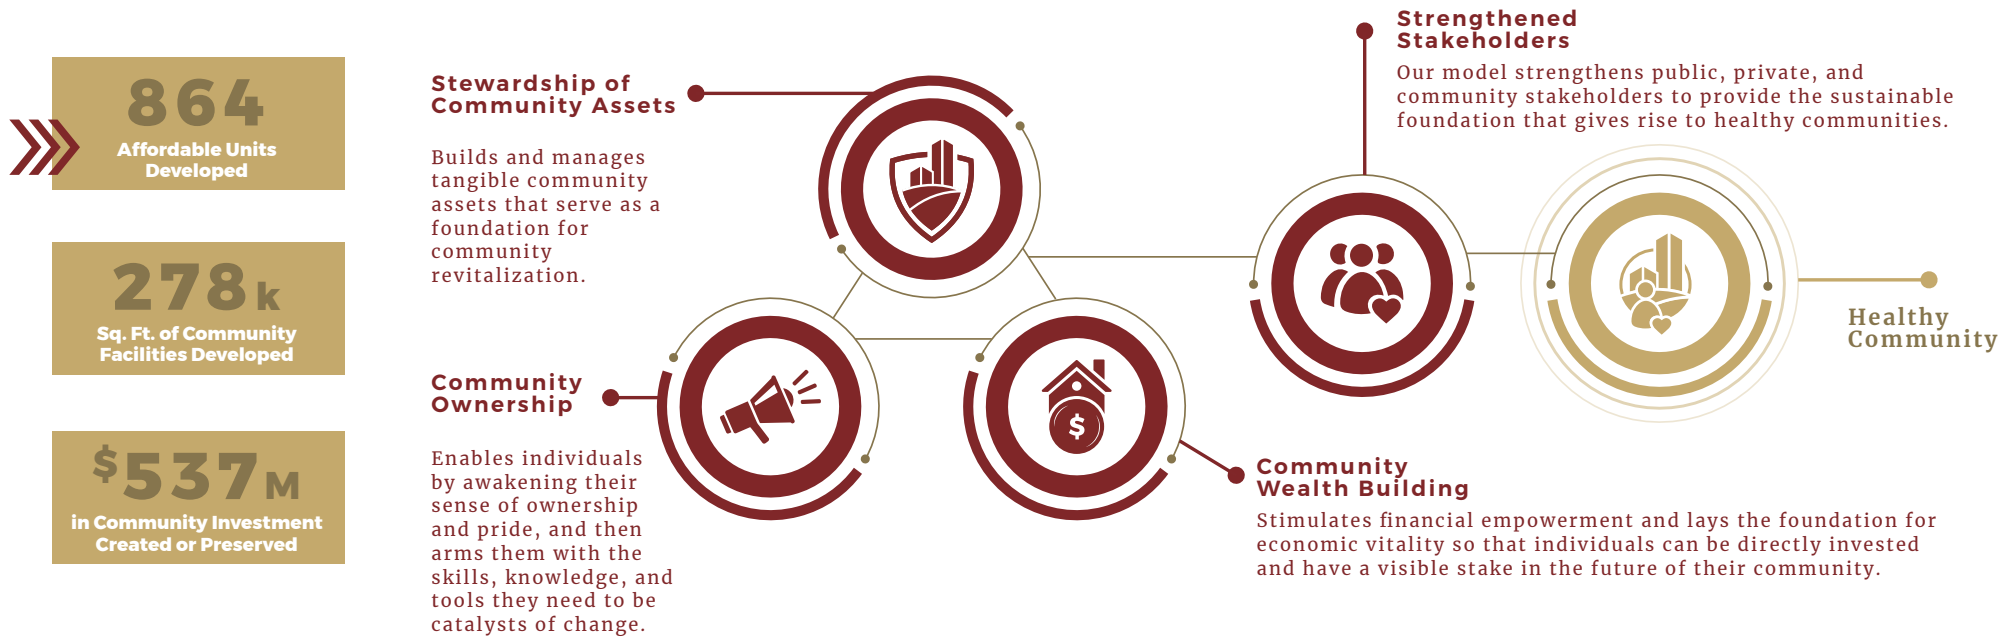 864
Affordable Units
Developed
278k
Sq. Ft. of Community
Facilities Developed
$537M
in Community Investment
Created or Preserved
Stewardship of
Community Assets
Builds and manages
tangible community
assets that serve as a
foundation for
community
revitalization.
Community
Ownership
Enables individuals
by awakening their
sense of ownership
and pride, and then
arms them with the
skills, knowledge, and
tools they need to be
catalysts of change.
$
Community
Wealth Building
Stimulates financial empowerment and lays the foundation for
economic vitality so that individuals can be directly invested
and have a visible stake in the future of their community.
Strengthened
Stakeholders
Our model strengthens public, private, and
community stakeholders to provide the sustainable
foundation that gives rise to healthy communities.
Healthy
Community